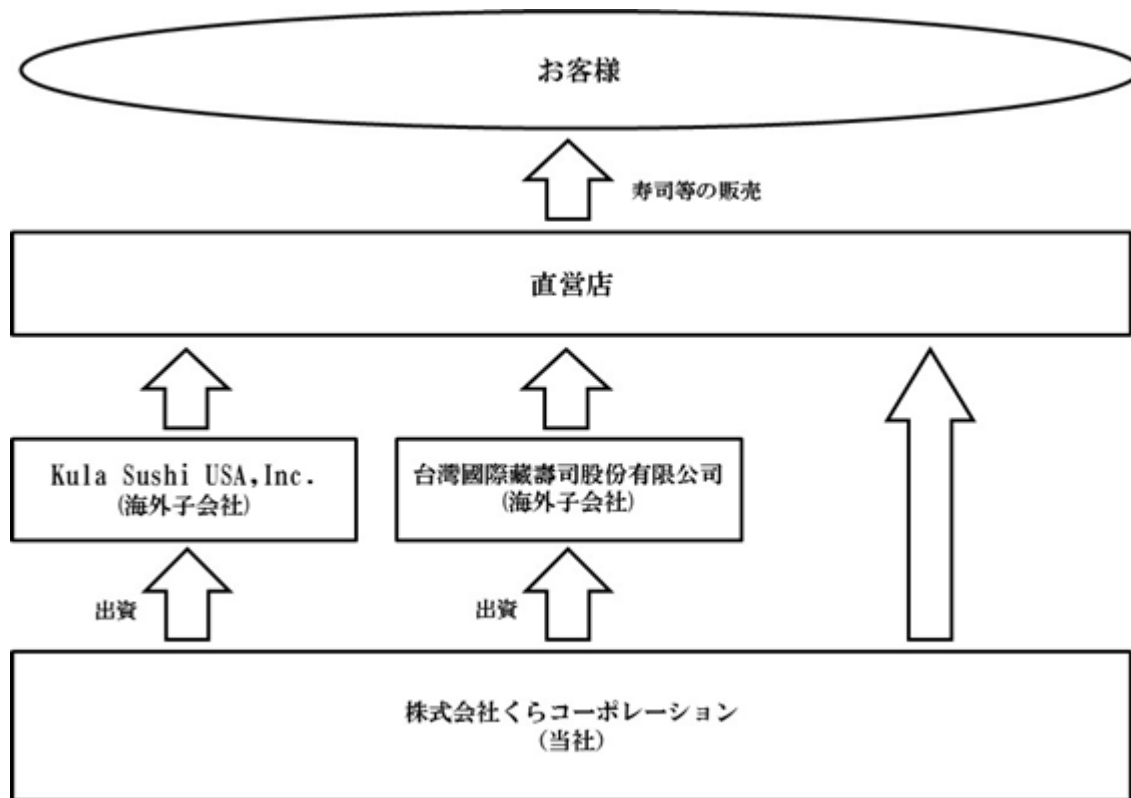 お客様
寿司等の販売
直営店
Kula Sushi USA,Inc.
(海外子会社)
台灣國際藏壽司股份有限公司
(海外子会社)
出資
出資
株式会社くらコーポレーション
(当社)